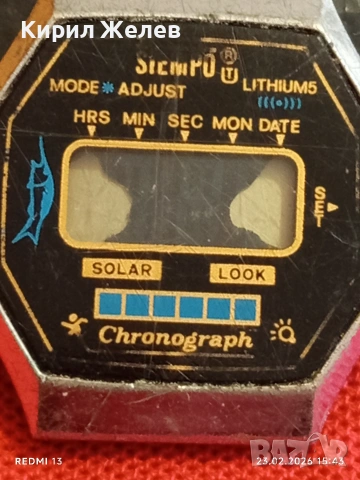 Кирил Желев
SIEMPO ® U
MODE * ADJUST LITHIUM5
HRS MIN SEC MON DATE
SET
SOLAR LOOK
Chronograph
REDMI 13
23.02.2026 15:43
BAZAR